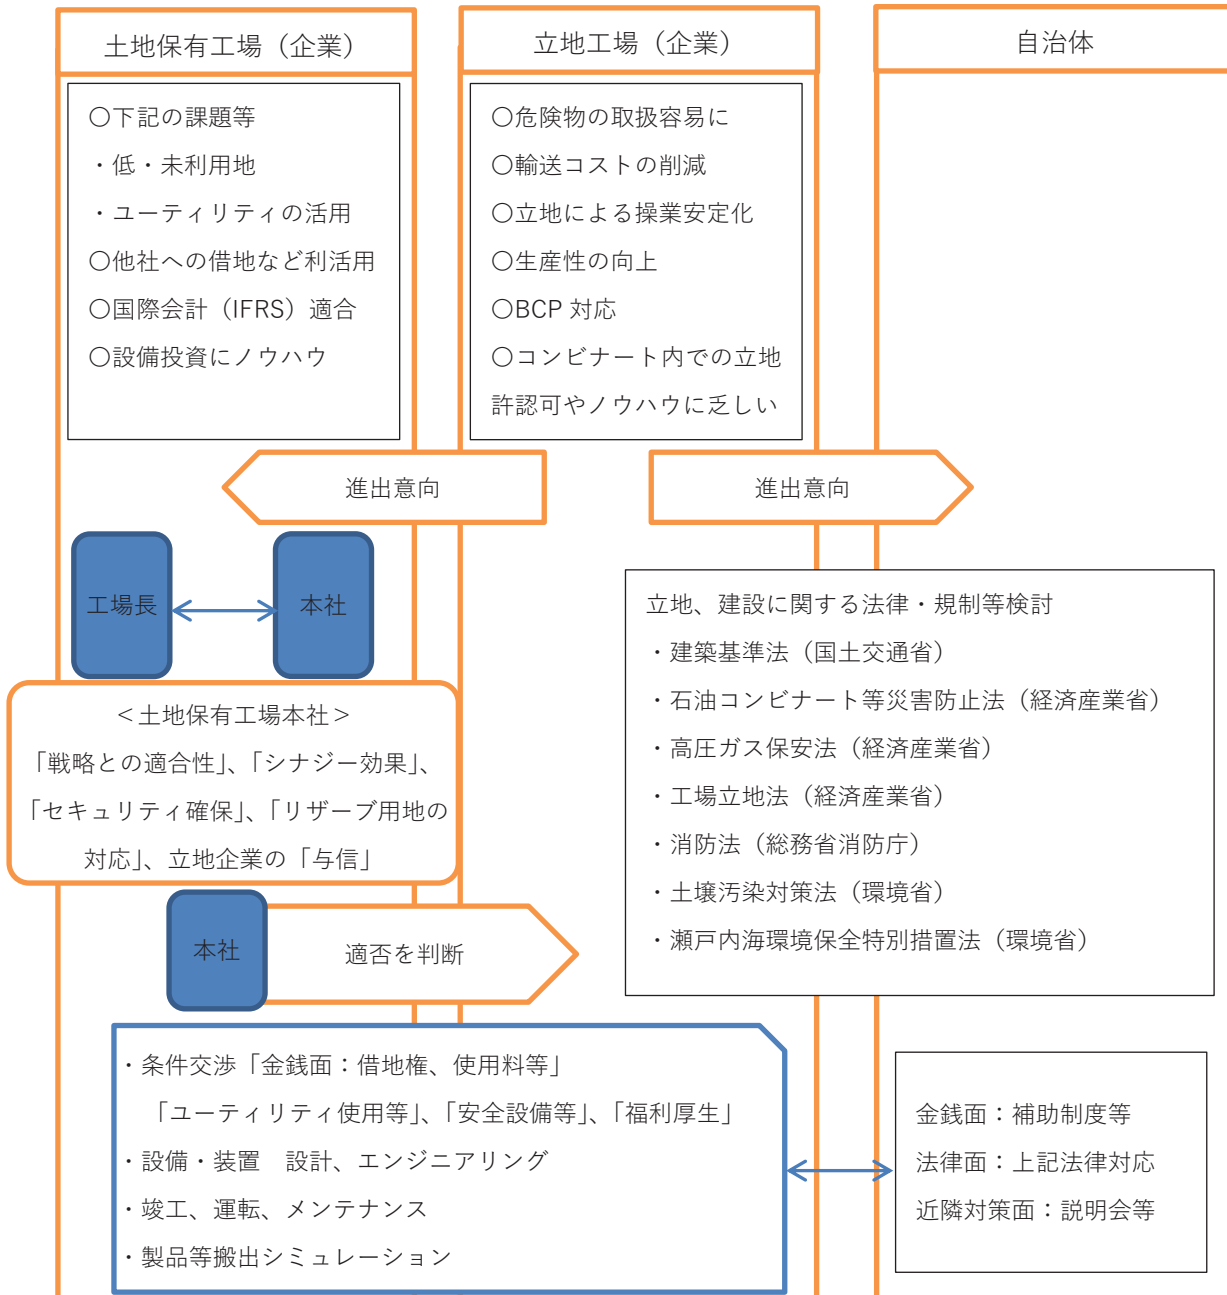 土地保有工場（企業）
立地工場（企業）
自治体
〇下記の課題等
・低・未利用地
・ユーティリティの活用
〇他社への借地など利活用
〇国際会計（IFRS）適合
〇設備投資にノウハウ
〇危険物の取扱容易に
〇輸送コストの削減
〇立地による操業安定化
〇生産性の向上
〇BCP 対応
〇コンビナート内での立地
許認可やノウハウに乏しい
進出意向
進出意向
工場長
本社
＜土地保有工場本社＞
「戦略との適合性」、「シナジー効果」、
「セキュリティ確保」、「リザーブ用地の
対応」、立地企業の「与信」
立地、建設に関する法律・規制等検討
・建築基準法（国土交通省）
・石油コンビナート等災害防止法（経済産業省）
・高圧ガス保安法（経済産業省）
・工場立地法（経済産業省）
・消防法（総務省消防庁）
・土壌汚染対策法（環境省）
・瀬戸内海環境保全特別措置法（環境省）
本社
適否を判断
・条件交渉「金銭面：借地権、使用料等」
「ユーティリティ使用等」、「安全設備等」、「福利厚生」
・設備・装置　設計、エンジニアリング
・竣工、運転、メンテナンス
・製品等搬出シミュレーション
金銭面：補助制度等
法律面：上記法律対応
近隣対策面：説明会等